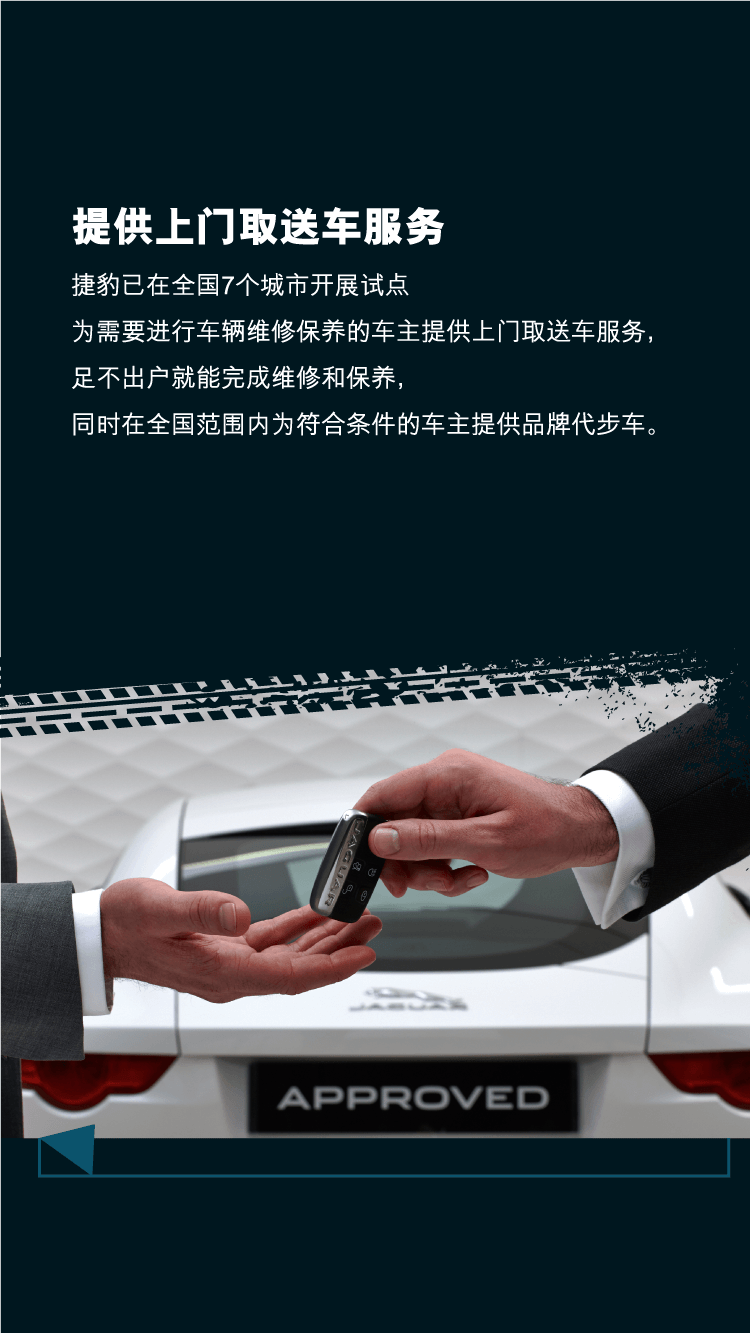 提供上门取送车服务
捷豹已在全国7个城市开展试点
为需要进行车辆维修保养的车主提供上门取送车服务,
足不出户就能完成维修和保养,
同时在全国范围内为符合条件的车主提供品牌代步车。
JAGUAR
JAGUAR
APPROVED